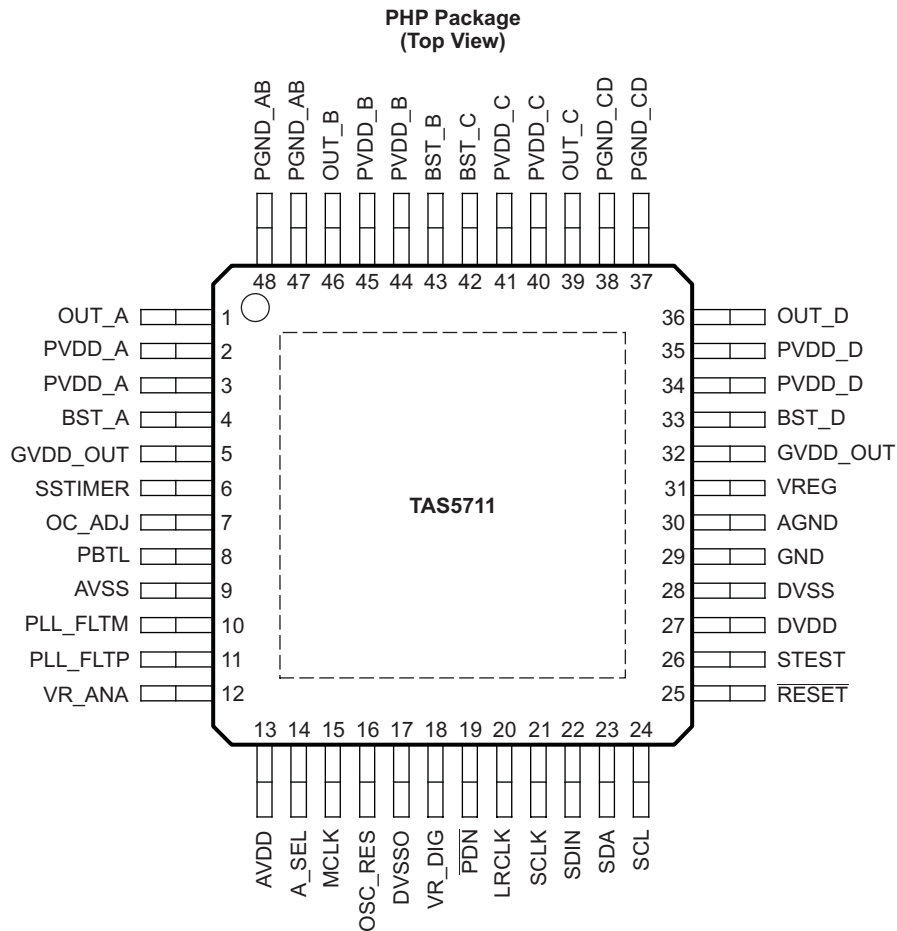 PHP Package
(Top View)
PGND_AB
PGND_AB
OUT_B
PVDD_B
PVDD_B
BST_B
BST_C
PVDD_C
PVDD_C
OUT_C
PGND_CD
PGND_CD
48 47 46 45 44 43 42 41 40 39 38 37
OUT_A 1
PVDD_A 2
PVDD_A 3
BST_A 4
GVDD_OUT 5
SSTIMER 6
OC_ADJ 7
PBTL 8
AVSS 9
PLL_FLTM 10
PLL_FLTP 11
VR_ANA 12
TAS5711
36 OUT_D
35 PVDD_D
34 PVDD_D
33 BST_D
32 GVDD_OUT
31 VREG
30 AGND
29 GND
28 DVSS
27 DVDD
26 STEST
25 RESET
13 14 15 16 17 18 19 20 21 22 23 24
AVDD
A_SEL
MCLK
OSC_RES
DVSSO
VR_DIG
PDN
LRCLK
SCLK
SDIN
SDA
SCL